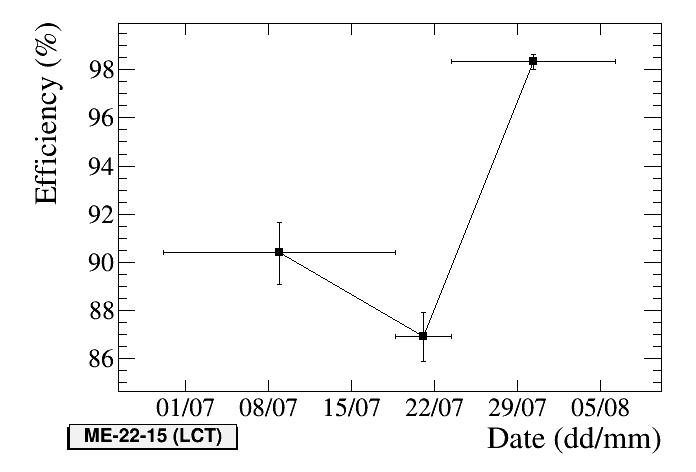 Efficiency (%)
98
96
94
92
90
88
86
01/07 08/07 15/07 22/07 29/07 05/08
ME-22-15 (LCT)
Date (dd/mm)